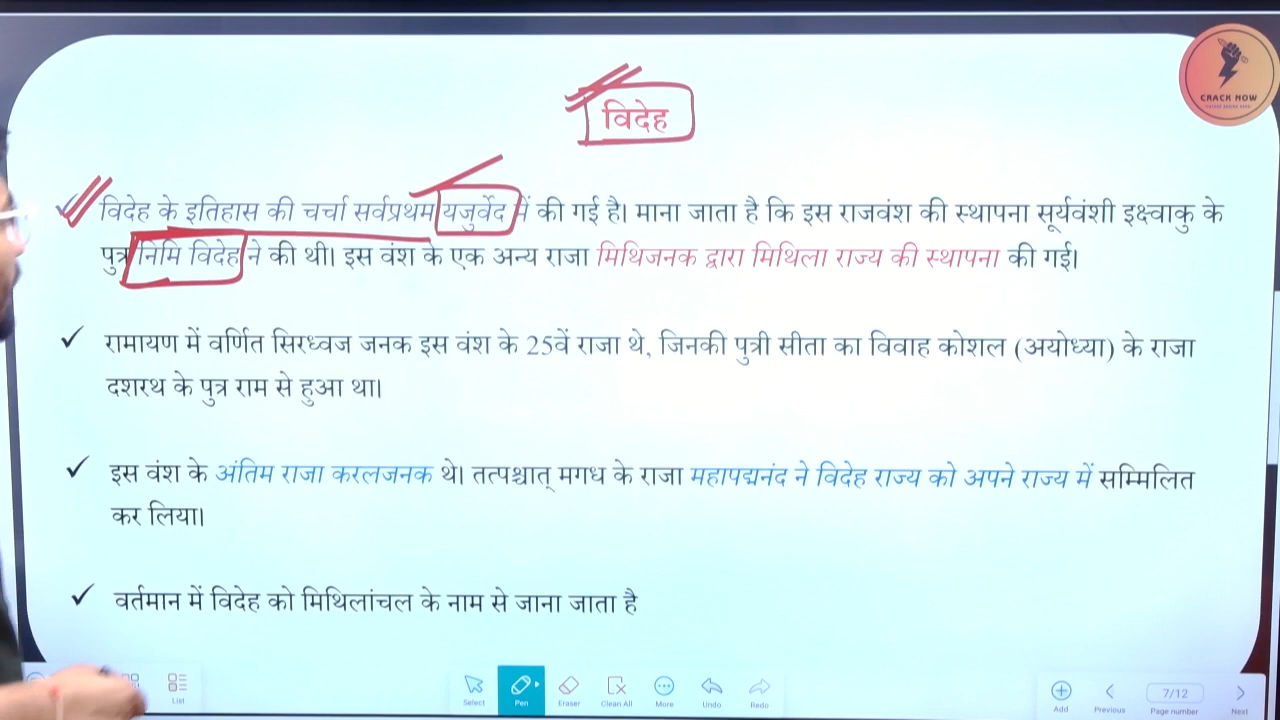 विदेह
CRACK NOW
विदेह के इतिहास की चर्चा सर्वप्रथम यजुर्वेद में की गई है। माना जाता है कि इस राजवंश की स्थापना सूर्यवंशी इक्ष्वाकु के
पुत्र निमि विदेह ने की थी। इस वंश के एक अन्य राजा मिथिजनक द्वारा मिथिला राज्य की स्थापना की गई।
✓ रामायण में वर्णित सिरध्वज जनक इस वंश के 25वें राजा थे, जिनकी पुत्री सीता का विवाह कोशल (अयोध्या) के राजा
दशरथ के पुत्र राम से हुआ था।
✓ इस वंश के अंतिम राजा करलजनक थे। तत्पश्चात् मगध के राजा महापद्मनंद ने विदेह राज्य को अपने राज्य में सम्मिलित
कर लिया।
✓ वर्तमान में विदेह को मिथिलांचल के नाम से जाना जाता है
List Select Pen Eraser Clean All More Undo Redo Add Previous 7/12 Page number Next